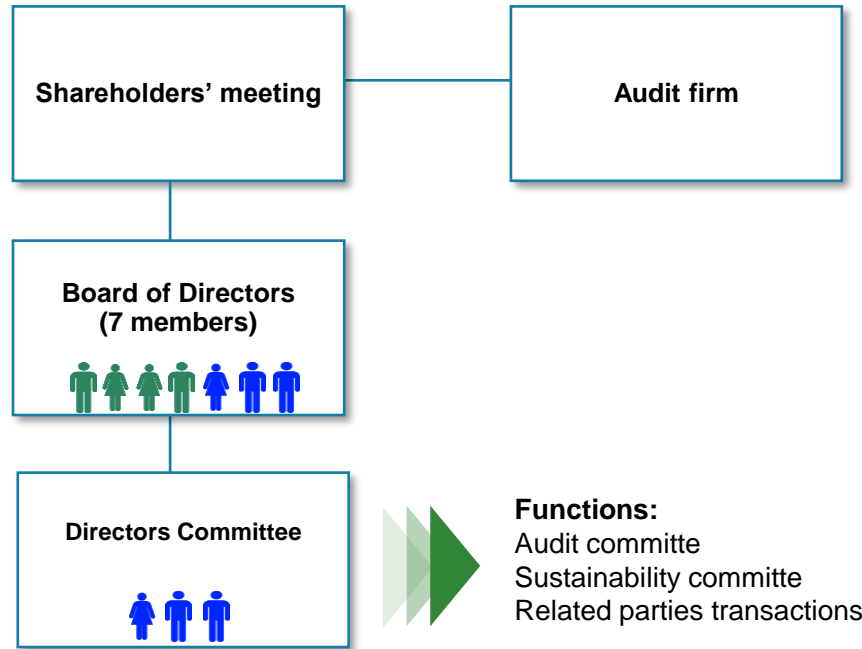 Shareholders’ meeting
Audit firm
Board of Directors
(7 members)
Directors Committee
Functions:
Audit committe
Sustainability committe
Related parties transactions